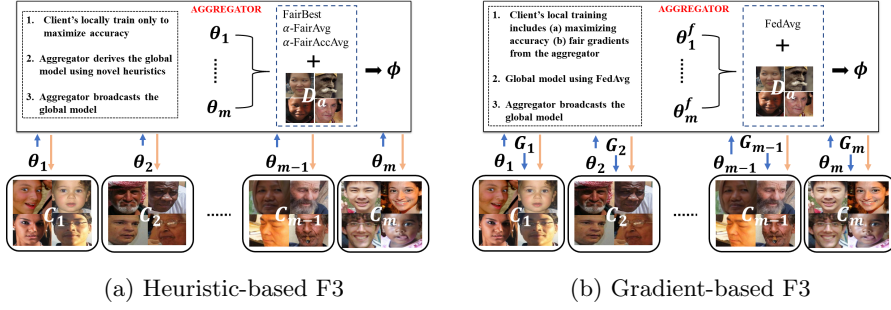 1. Client's locally train only to
maximize accuracy
2. Aggregator derives the global
model using novel heuristics
3. Aggregator broadcasts the
global model
AGGREGATOR
θ1
......
θm
FairBest
α-FairAvg
α-FairAccAvg
+
Da
ϕ
θ1
θ2
θm−1
θm
C1
C2
......
Cm−1
Cm
(a) Heuristic-based F3
1. Client's local training
includes (a) maximizing
accuracy (b) fair gradients
from the aggregator
2. Global model using FedAvg
3. Aggregator broadcasts the
global model
AGGREGATOR
θ1^f
......
θm^f
FedAvg
+
Da
ϕ
θ1 G1
θ2 G2
θm−1 Gm−1
θm Gm
C1
C2
......
Cm−1
Cm
(b) Gradient-based F3